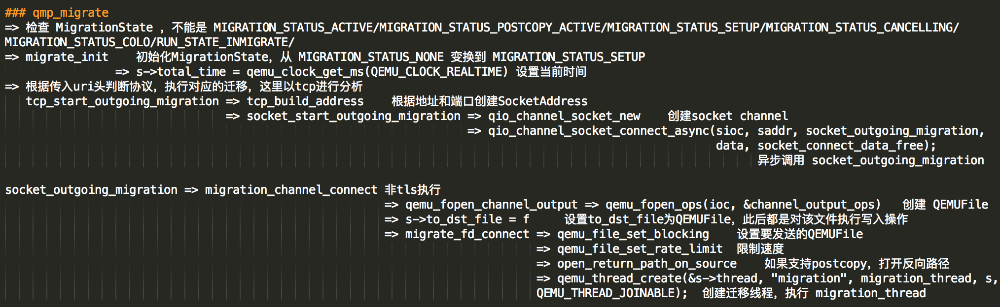 ### qmp_migrate
=> 检查 MigrationState ，不能是 MIGRATION_STATUS_ACTIVE/MIGRATION_STATUS_POSTCOPY_ACTIVE/MIGRATION_STATUS_SETUP/MIGRATION_STATUS_CANCELLING/
MIGRATION_STATUS_COLO/RUN_STATE_INMIGRATE/
=> migrate_init    初始化MigrationState，从 MIGRATION_STATUS_NONE 变换到 MIGRATION_STATUS_SETUP
=> s->total_time = qemu_clock_get_ms(QEMU_CLOCK_REALTIME) 设置当前时间
=> 根据传入uri头判断协议，执行对应的迁移，这里以tcp进行分析
tcp_start_outgoing_migration => tcp_build_address    根据地址和端口创建SocketAddress
=> socket_start_outgoing_migration => qio_channel_socket_new    创建socket channel
=> qio_channel_socket_connect_async(sioc, saddr, socket_outgoing_migration,
data, socket_connect_data_free);
异步调用 socket_outgoing_migration
socket_outgoing_migration => migration_channel_connect 非tls执行
=> qemu_fopen_channel_output => qemu_fopen_ops(ioc, &channel_output_ops)   创建 QEMUFile
=> s->to_dst_file = f     设置to_dst_file为QEMUFile，此后都是对该文件执行写入操作
=> migrate_fd_connect => qemu_file_set_blocking    设置要发送的QEMUFile
=> qemu_file_set_rate_limit  限制速度
=> open_return_path_on_source    如果支持postcopy，打开反向路径
=> qemu_thread_create(&s->thread, "migration", migration_thread, s,
QEMU_THREAD_JOINABLE);  创建迁移线程，执行 migration_thread